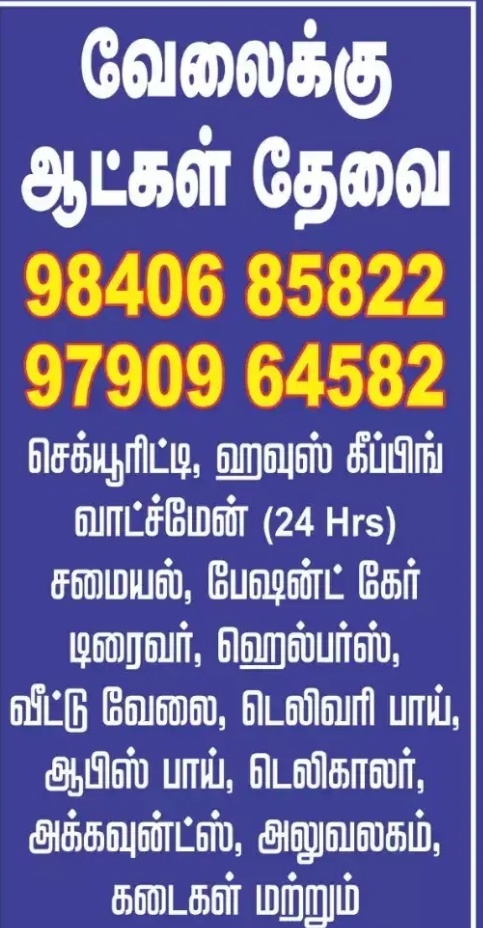 வேலைக்கு
ஆட்கள் தேவை
98406 85822
97909 64582
செக்யூரிட்டி, ஹவுஸ் கீப்பிங்
வாட்ச்மேன் (24 Hrs)
சமையல், பேஷன்ட் கேர்
டிரைவர், ஹெல்பர்ஸ்,
வீட்டு வேலை, டெலிவரி பாய்,
ஆபிஸ் பாய், டெலிகாலர்,
அக்கவுன்ட்ஸ், அலுவலகம்,
கடைகள் மற்றும்